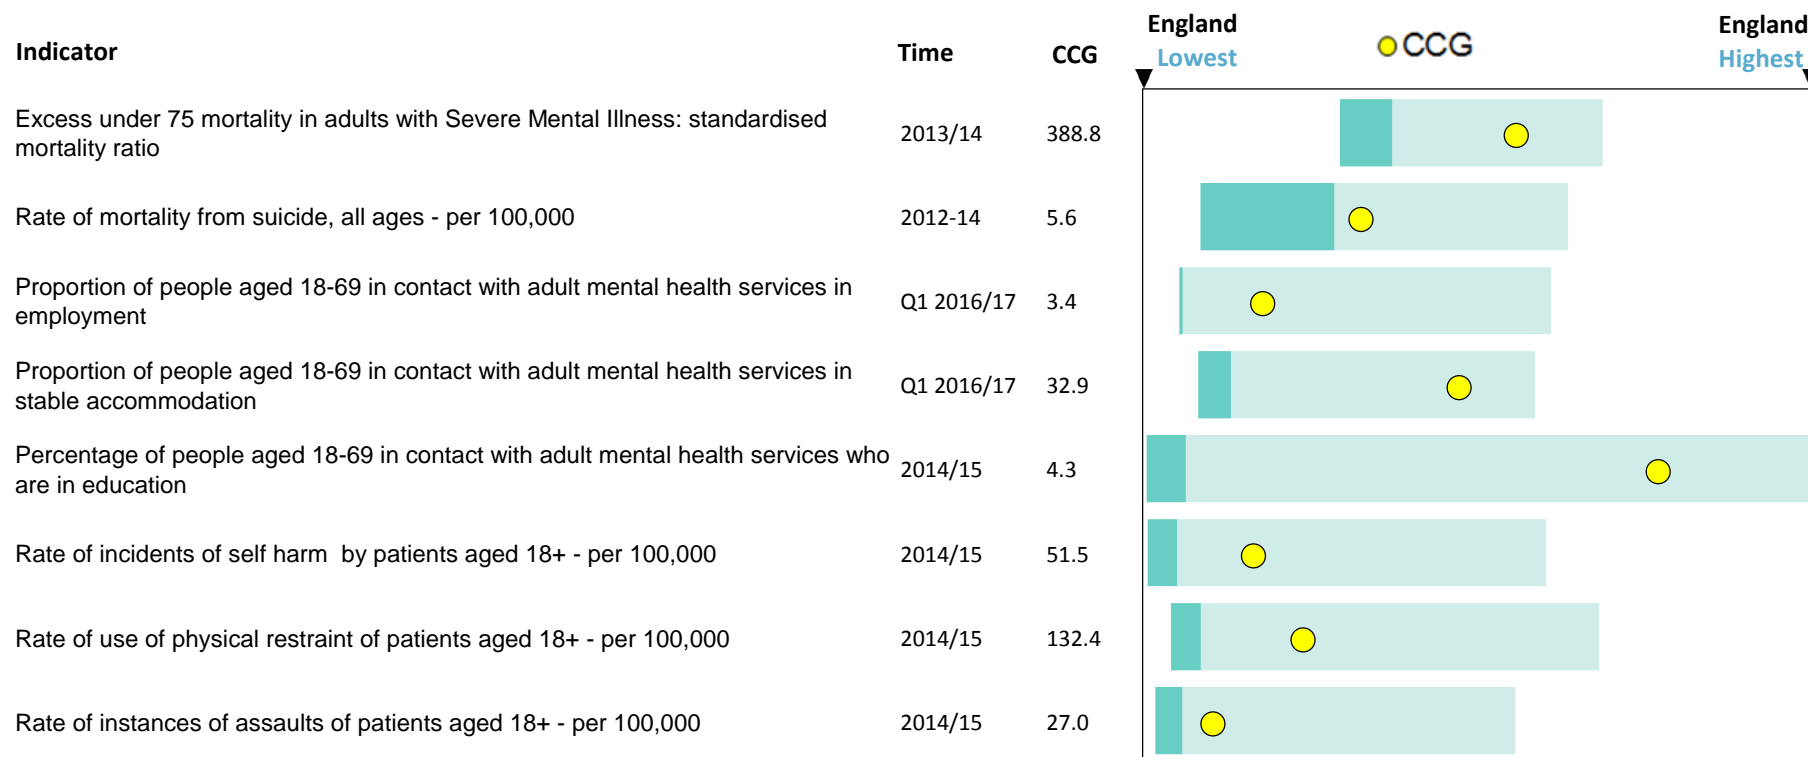 Indicator Time CCG England Lowest CCG England Highest
Excess under 75 mortality in adults with Severe Mental Illness: standardised
mortality ratio
2013/14 388.8
Rate of mortality from suicide, all ages - per 100,000 2012-14 5.6
Proportion of people aged 18-69 in contact with adult mental health services in
employment
Q1 2016/17 3.4
Proportion of people aged 18-69 in contact with adult mental health services in
stable accommodation
Q1 2016/17 32.9
Percentage of people aged 18-69 in contact with adult mental health services who
are in education
2014/15 4.3
Rate of incidents of self harm  by patients aged 18+ - per 100,000 2014/15 51.5
Rate of use of physical restraint of patients aged 18+ - per 100,000 2014/15 132.4
Rate of instances of assaults of patients aged 18+ - per 100,000 2014/15 27.0